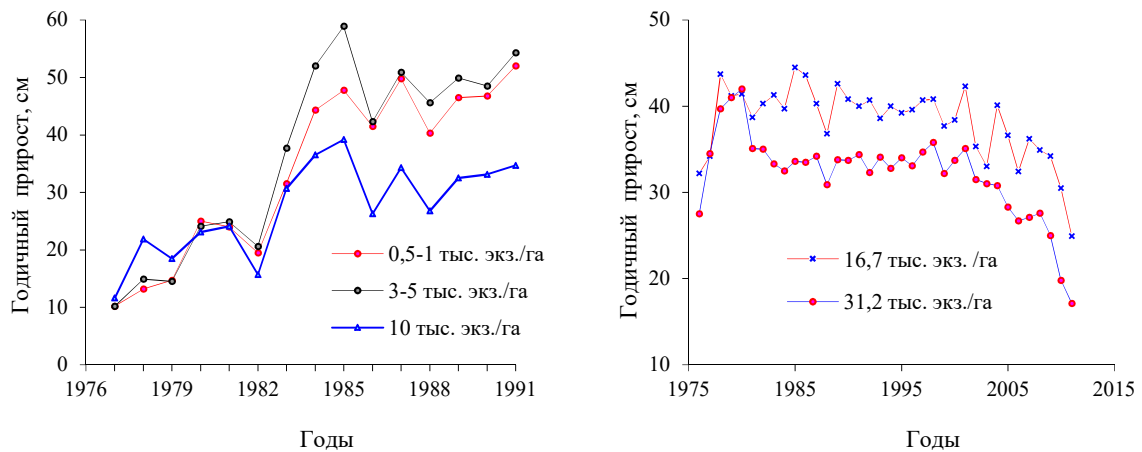 Годичный прирост, см
60
50
40
30
20
10
0
1976
1979
1982
1985
1988
1991
Годы
0,5-1 тыс. экз./га
3-5 тыс. экз./га
10 тыс. экз./га
Годичный прирост, см
50
40
30
20
10
1975
1985
1995
2005
2015
Годы
16,7 тыс. экз. /га
31,2 тыс. экз./га